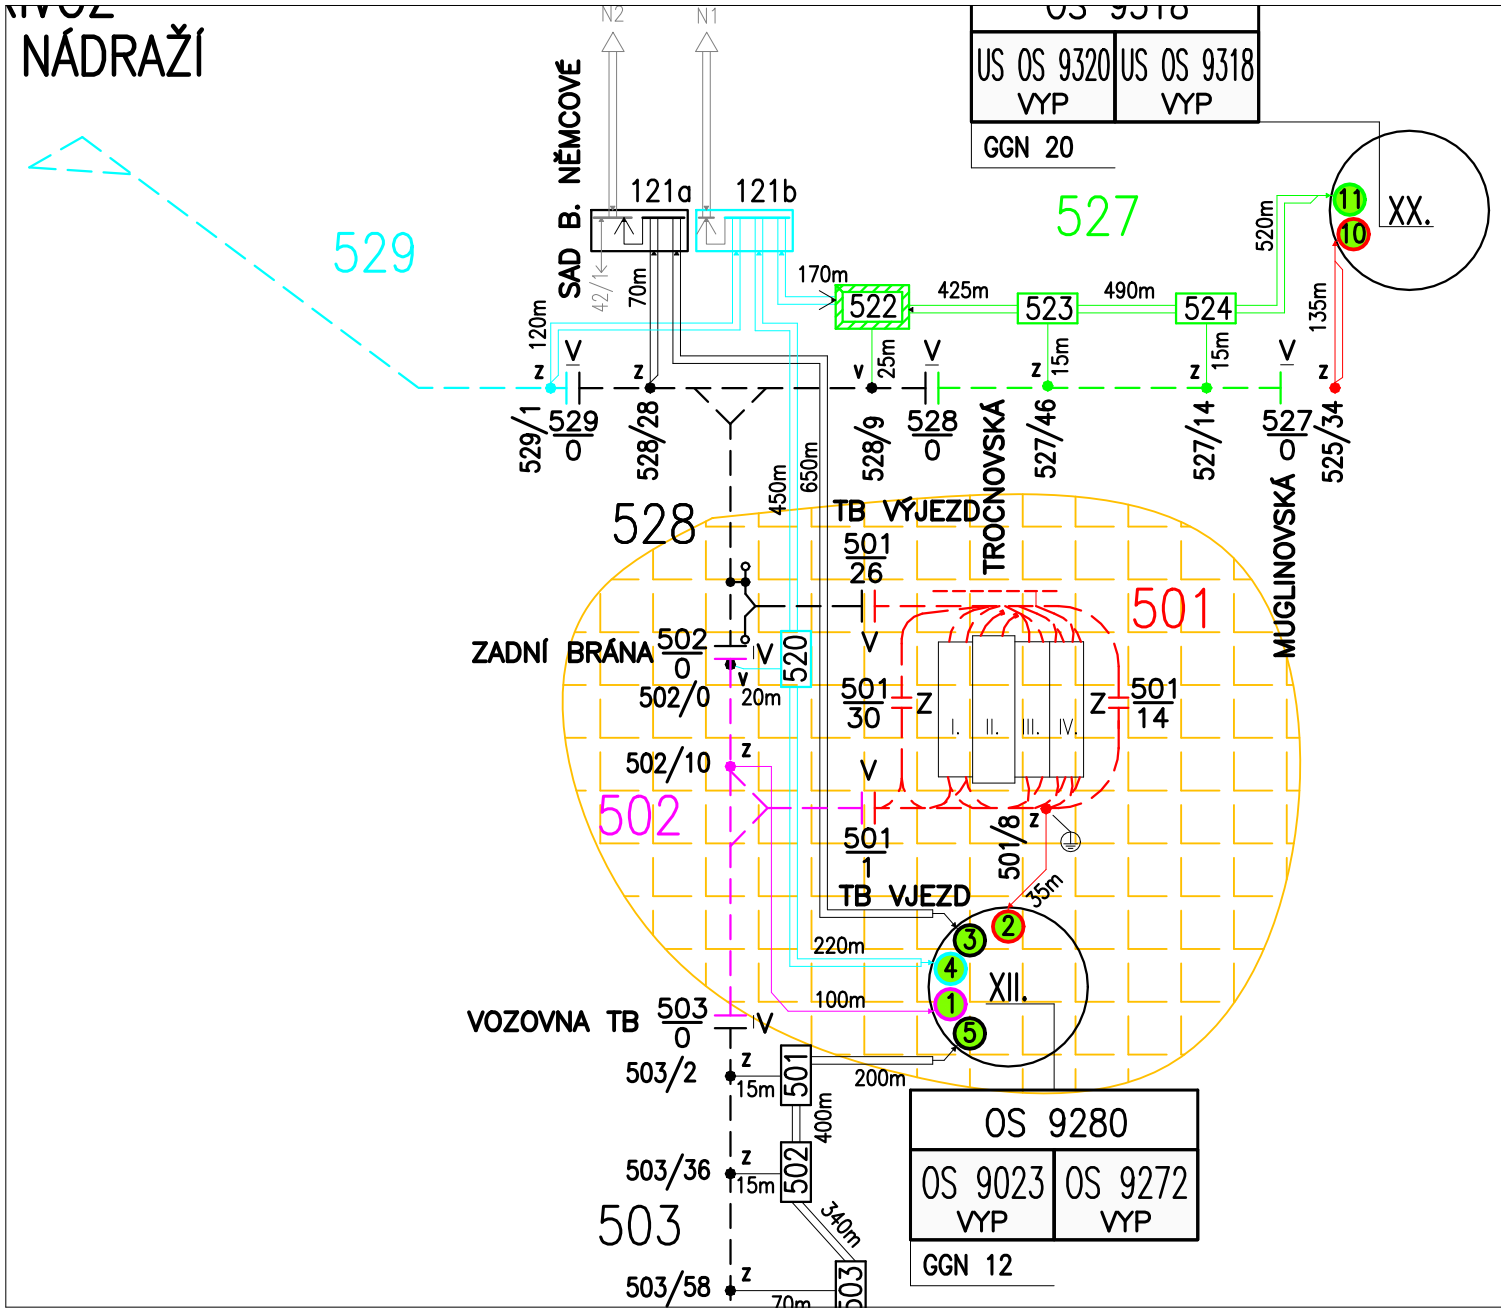 NÁDRAŽÍ
N2
N1
OS 9318
US OS 9320
VYP
US OS 9318
VYP
GGN 20
SAD B. NĚMCOVÉ
121a
121b
529
527
11
10
XX.
42/1
70m
120m
170m
522
425m
523
490m
524
520m
135m
25m
15m
15m
Z
V
Z
V
V
Z
Z
V
Z
529/1
529
0
528/28
528/9
528
0
TROCNOVSKÁ
527/46
527/14
527
0
525/34
MUGLINOVSKÁ
450m
650m
528
TB VÝJEZD
501
26
501
V
ZADNÍ BRÁNA
502
0
V
520
502/0
V
20m
501
30
Z
Z
501
14
I.
II.
III.
IV.
502/10
Z
V
502
501
1
501/8
Z
35m
TB VJEZD
2
3
4
1
5
XII.
220m
100m
VOZOVNA TB
503
0
V
503/2
Z
15m
501
200m
400m
503/36
Z
15m
502
340m
503
503/58
Z
70m
503
OS 9280
OS 9023
VYP
OS 9272
VYP
GGN 12